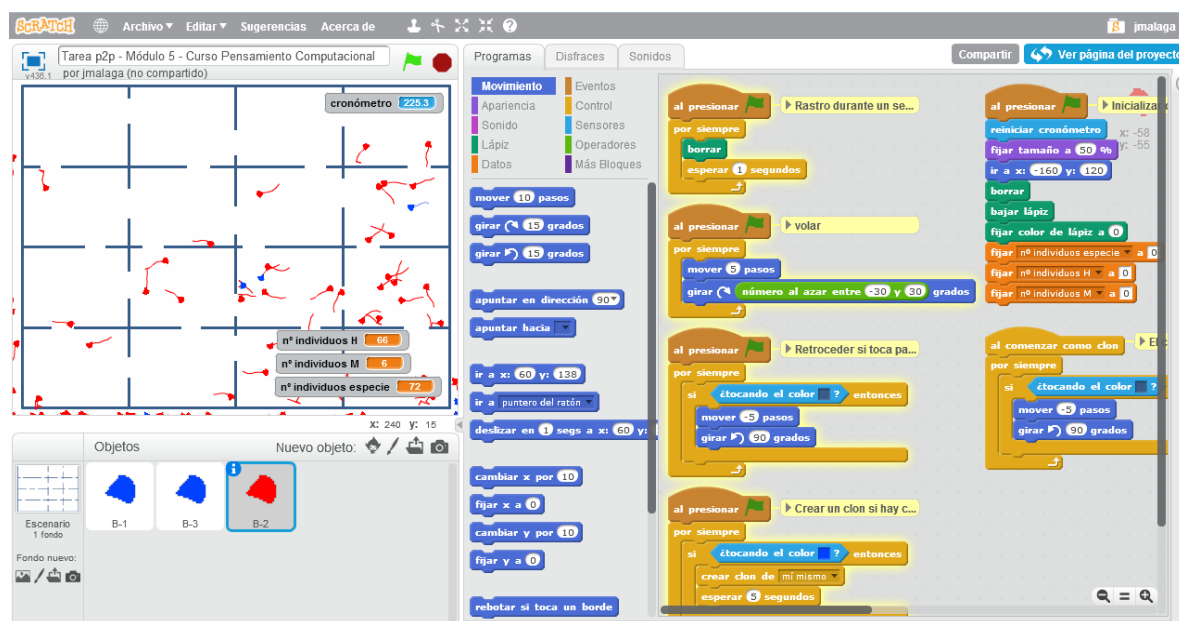 SCRATCH Archivo Editar Sugerencias Acerca de jmalaga
Tarea p2p - Módulo 5 - Curso Pensamiento Computacional
por jmalaga (no compartido)
v436.1
cronómetro 225.3
nº individuos H 66
nº individuos M 6
nº individuos especie 72
X: 240 y: 15
Objetos
Nuevo objeto:
Escenario
1 fondo
Fondo nuevo:
B-1
B-3
B-2
Programas Disfraces Sonidos
Compartir Ver página del proyecto
Movimiento
Apariencia
Sonido
Lápiz
Datos
Eventos
Control
Sensores
Operadores
Más Bloques
mover 10 pasos
girar 15 grados
girar 15 grados
apuntar en dirección 90
apuntar hacia
ir a x: 60 y: 138
ir a puntero del ratón
deslizar en 1 segs a x: 60 y:
cambiar x por 10
fijar x a 0
cambiar y por 10
fijar y a 0
rebotar si toca un borde
al presionar
Rastro durante un se...
por siempre
borrar
esperar 1 segundos
al presionar
volar
por siempre
mover 5 pasos
girar número al azar entre -30 y 30 grados
al presionar
Retroceder si toca pa...
por siempre
si ¿tocando el color ? entonces
mover -5 pasos
girar 90 grados
al presionar
Crear un clon si hay c...
por siempre
si ¿tocando el color ? entonces
crear clon de mí mismo
esperar 5 segundos
al presionar
Inicializa
reiniciar cronómetro
fijar tamaño a 50 %
ir a x: -160 y: 120
borrar
bajar lápiz
fijar color de lápiz a 0
fijar nº individuos especie a 0
fijar nº individuos H a 0
fijar nº individuos M a 0
x: -58
y: -55
al comenzar como clon
por siempre
si ¿tocando el color ?
mover -5 pasos
girar 90 grados